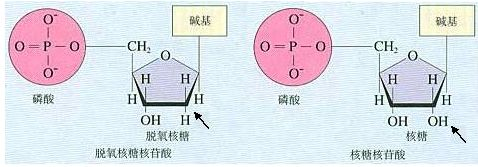 碱基 碱基
O⁻ O⁻
O=P-O CH₂ O O=P-O CH₂ O
O⁻ O⁻
H H H H
磷酸 H H 磷酸 H H
OH H OH OH
脱氧核糖 核糖
脱氧核糖核苷酸 核糖核苷酸